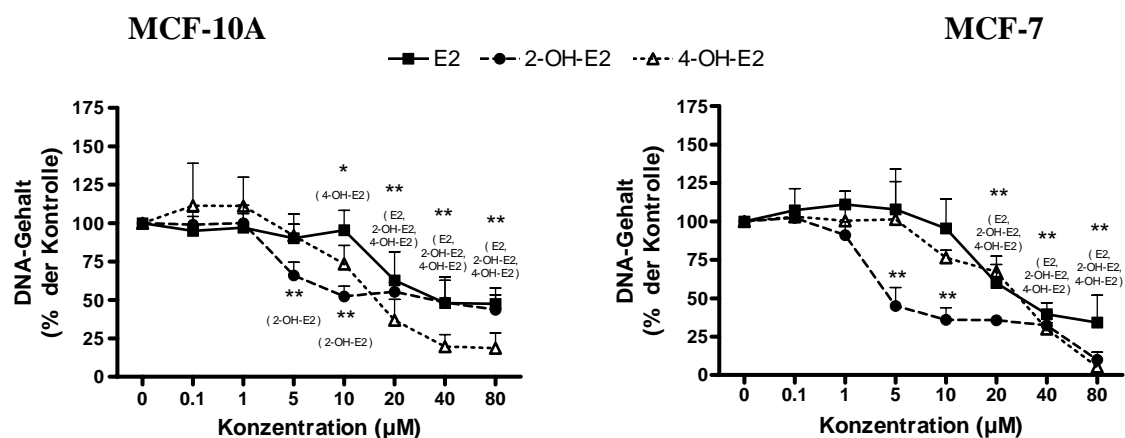 MCF-10A
MCF-7
E2 2-OH-E2 4-OH-E2
DNA-Gehalt
(% der Kontrolle)
175
150
125
100
75
50
25
0
*
(4-OH-E2)
**
(E2,
2-OH-E2,
4-OH-E2)
**
(E2,
2-OH-E2,
4-OH-E2)
**
(E2,
2-OH-E2,
4-OH-E2)
**
(2-OH-E2)
**
(2-OH-E2)
0 0.1 1 5 10 20 40 80
Konzentration (µM)
DNA-Gehalt
(% der Kontrolle)
175
150
125
100
75
50
25
0
**
(E2,
2-OH-E2,
4-OH-E2)
**
(E2,
2-OH-E2,
4-OH-E2)
**
(E2,
2-OH-E2,
4-OH-E2)
**
**
0 0.1 1 5 10 20 40 80
Konzentration (µM)